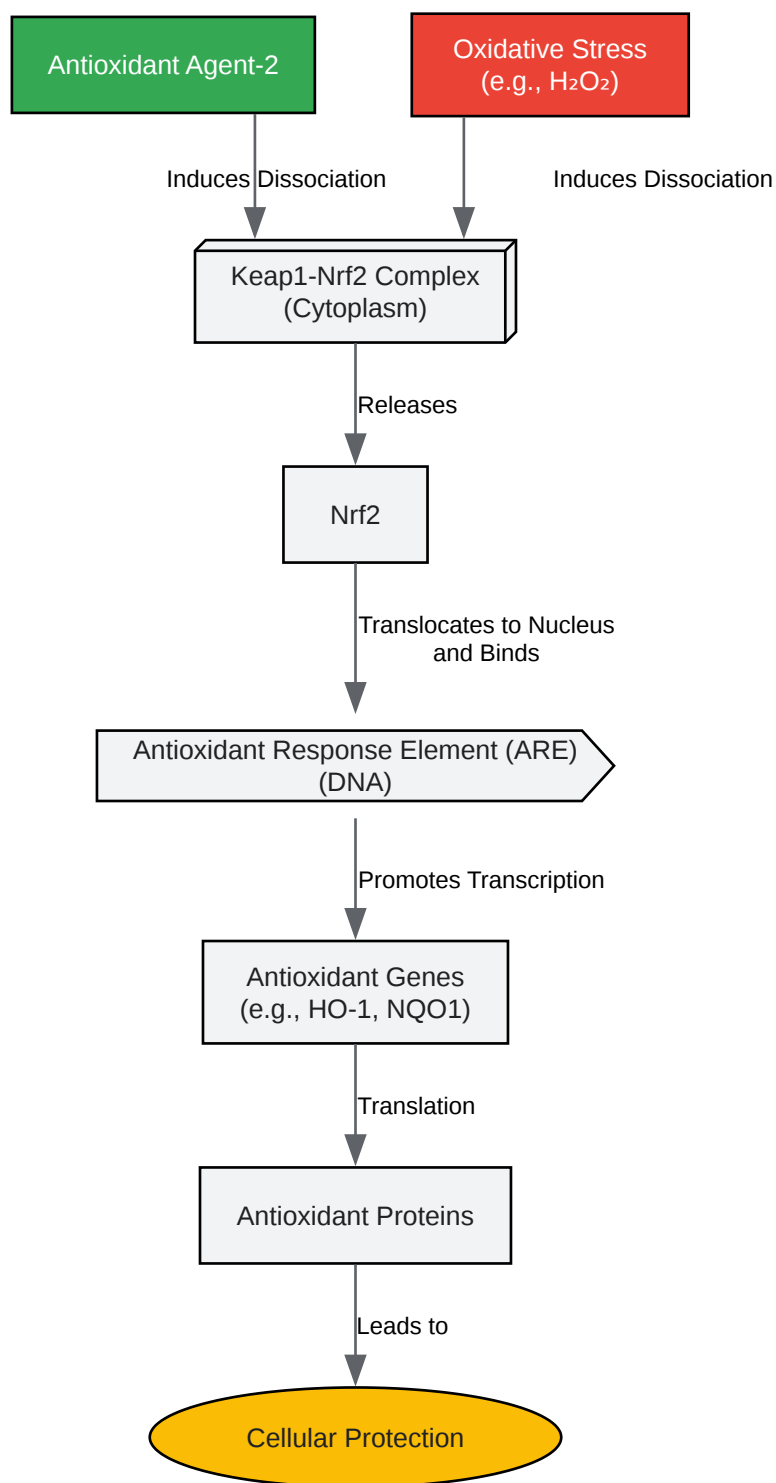 Antioxidant Agent-2
Oxidative Stress
(e.g., H₂O₂)
Induces Dissociation
Induces Dissociation
Keap1-Nrf2 Complex
(Cytoplasm)
Releases
Nrf2
Translocates to Nucleus
and Binds
Antioxidant Response Element (ARE)
(DNA)
Promotes Transcription
Antioxidant Genes
(e.g., HO-1, NQO1)
Translation
Antioxidant Proteins
Leads to
Cellular Protection